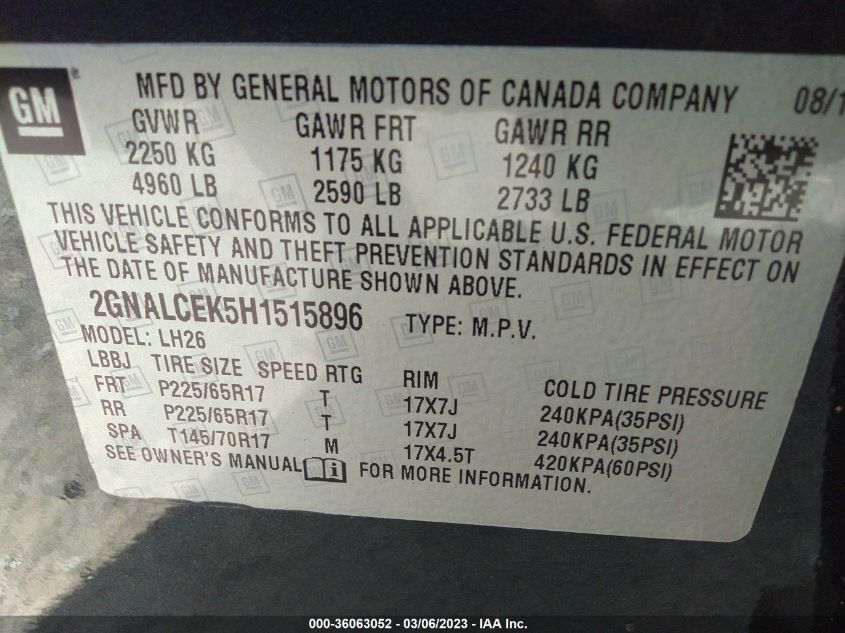 GM
MFD BY GENERAL MOTORS OF CANADA COMPANY 08/1
GVWR GAWR FRT GAWR RR
2250 KG 1175 KG 1240 KG
4960 LB 2590 LB 2733 LB
THIS VEHICLE CONFORMS TO ALL APPLICABLE U.S. FEDERAL MOTOR
VEHICLE SAFETY AND THEFT PREVENTION STANDARDS IN EFFECT ON
THE DATE OF MANUFACTURE SHOWN ABOVE.
2GNALCEK5H1515896 TYPE: M.P.V.
MODEL: LH26
LBBJ TIRE SIZE SPEED RTG RIM COLD TIRE PRESSURE
FRT P225/65R17 T 17X7J 240KPA(35PSI)
RR P225/65R17 T 17X7J 240KPA(35PSI)
SPA T145/70R17 M 17X4.5T 420KPA(60PSI)
SEE OWNER'S MANUAL FOR MORE INFORMATION.
000-36063052 - 03/06/2023 - IAA Inc.